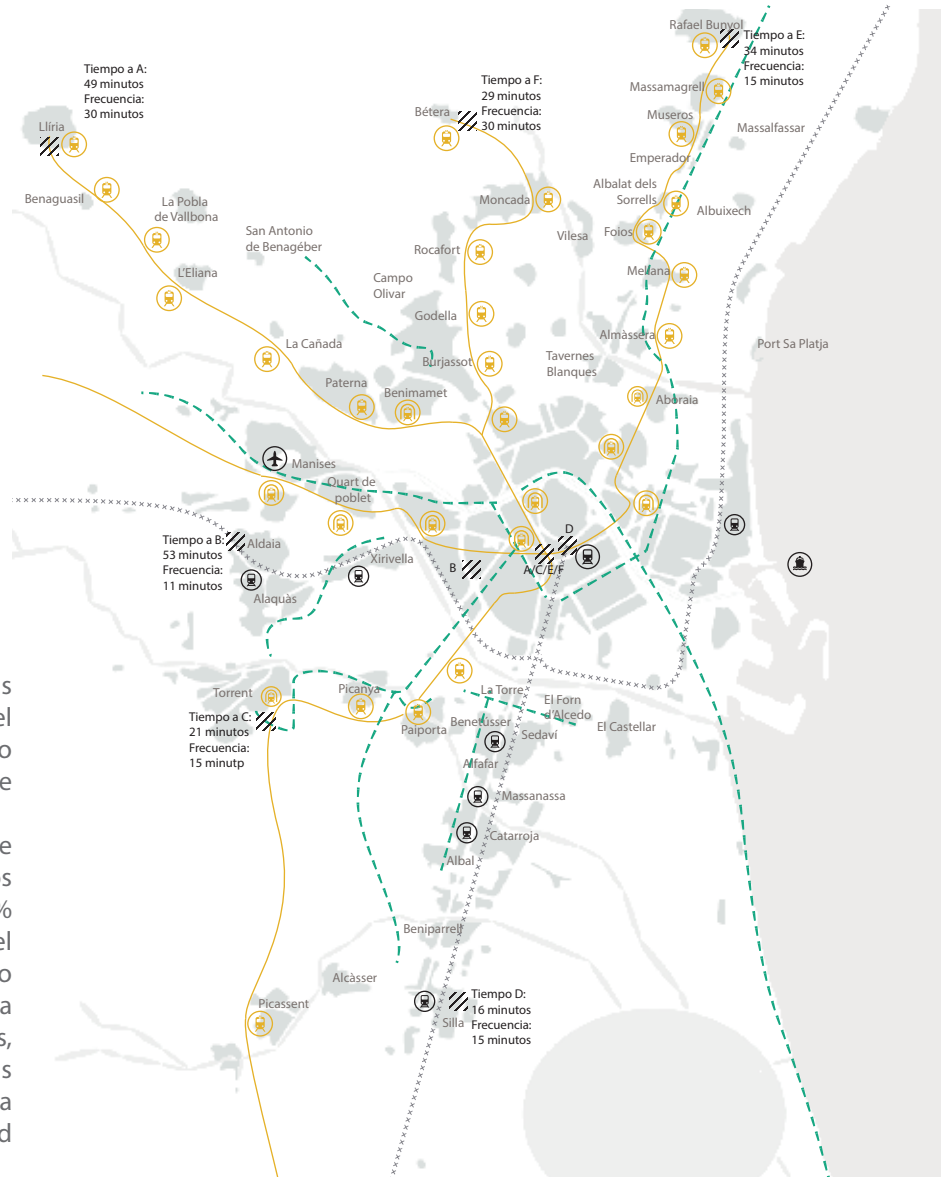 Rafael Bunyol
Tiempo a E:
34 minutos
Frecuencia:
15 minutos
Tiempo a A:
49 minutos
Frecuencia:
30 minutos
Tiempo a F:
29 minutos
Frecuencia:
30 minutos
Massamagrell
Bétera
Museros
Llíria
Massalfassar
Emperador
Albalat dels
Sorrells
Benaguasil
La Pobla
de Vallbona
Moncada
Albuixech
San Antonio
de Benagéber
Vilesa
Foios
Rocafort
L'Eliana
Campo
Olivar
Meliana
Godella
La Cañada
Almàssera
Port Sa Platja
Burjassot
Tavernes
Blanques
Paterna
Benimamet
Aboraia
Manises
Quart de
poblet
D
Tiempo a B:
53 minutos
Frecuencia:
11 minutos
Aldaia
Xirivella
B
A/C/E/F
Alaquàs
s
el
o
e
Torrent
Picanya
La Torre
El Forn
d'Alcedo
Tiempo a C:
21 minutos
Frecuencia:
15 minutp
Paiporta
Benetússer
Sedaví
El Castellar
Alfafar
Massanassa
Catarroja
Albal
e
os
%
el
o
a
s,
s
a
d
Beniparrell
Alcàsser
Picassent
Tiempo D:
16 minutos
Frecuencia:
15 minutos
Silla